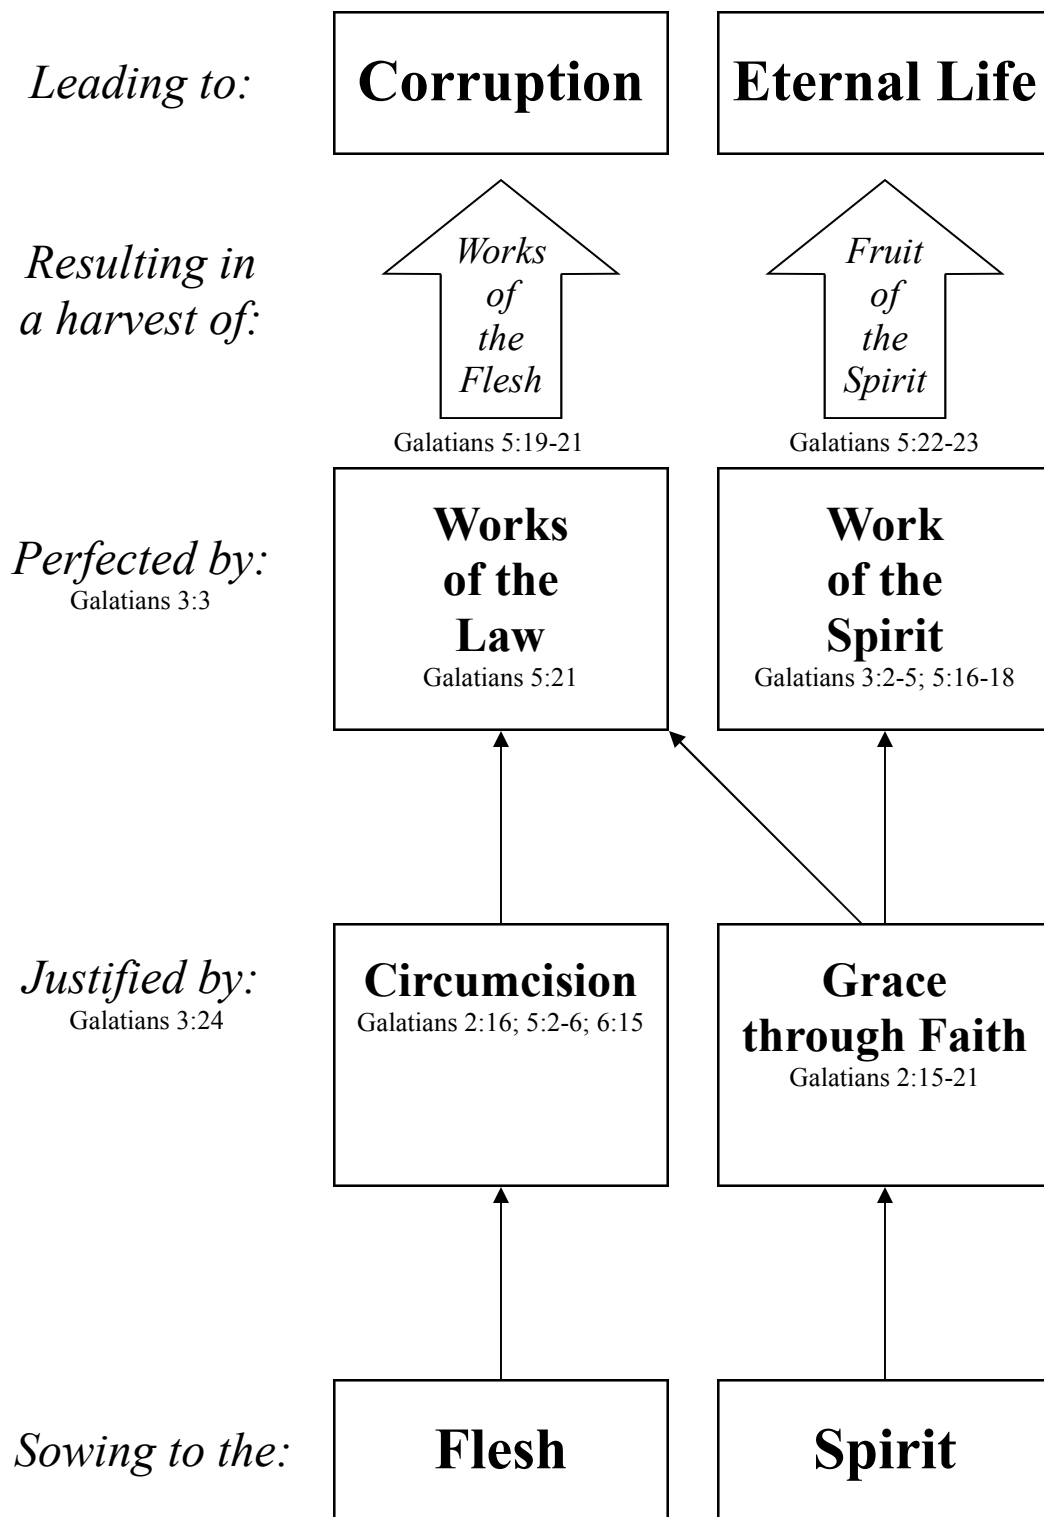 Leading to:
Corruption
Eternal Life
Resulting in
a harvest of:
Works
of
the
Flesh
Galatians 5:19-21
Fruit
of
the
Spirit
Galatians 5:22-23
Perfected by:
Galatians 3:3
Works
of the
Law
Galatians 5:21
Work
of the
Spirit
Galatians 3:2-5; 5:16-18
Justified by:
Galatians 3:24
Circumcision
Galatians 2:16; 5:2-6; 6:15
Grace
through Faith
Galatians 2:15-21
Sowing to the:
Flesh
Spirit